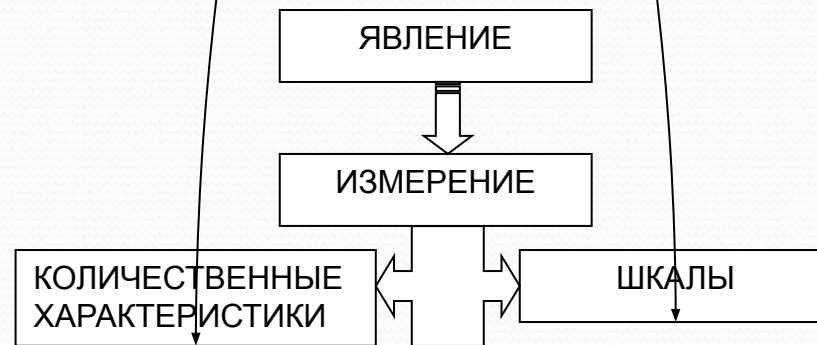 ЯВЛЕНИЕ
ИЗМЕРЕНИЕ
КОЛИЧЕСТВЕННЫЕ
ХАРАКТЕРИСТИКИ
ШКАЛЫ